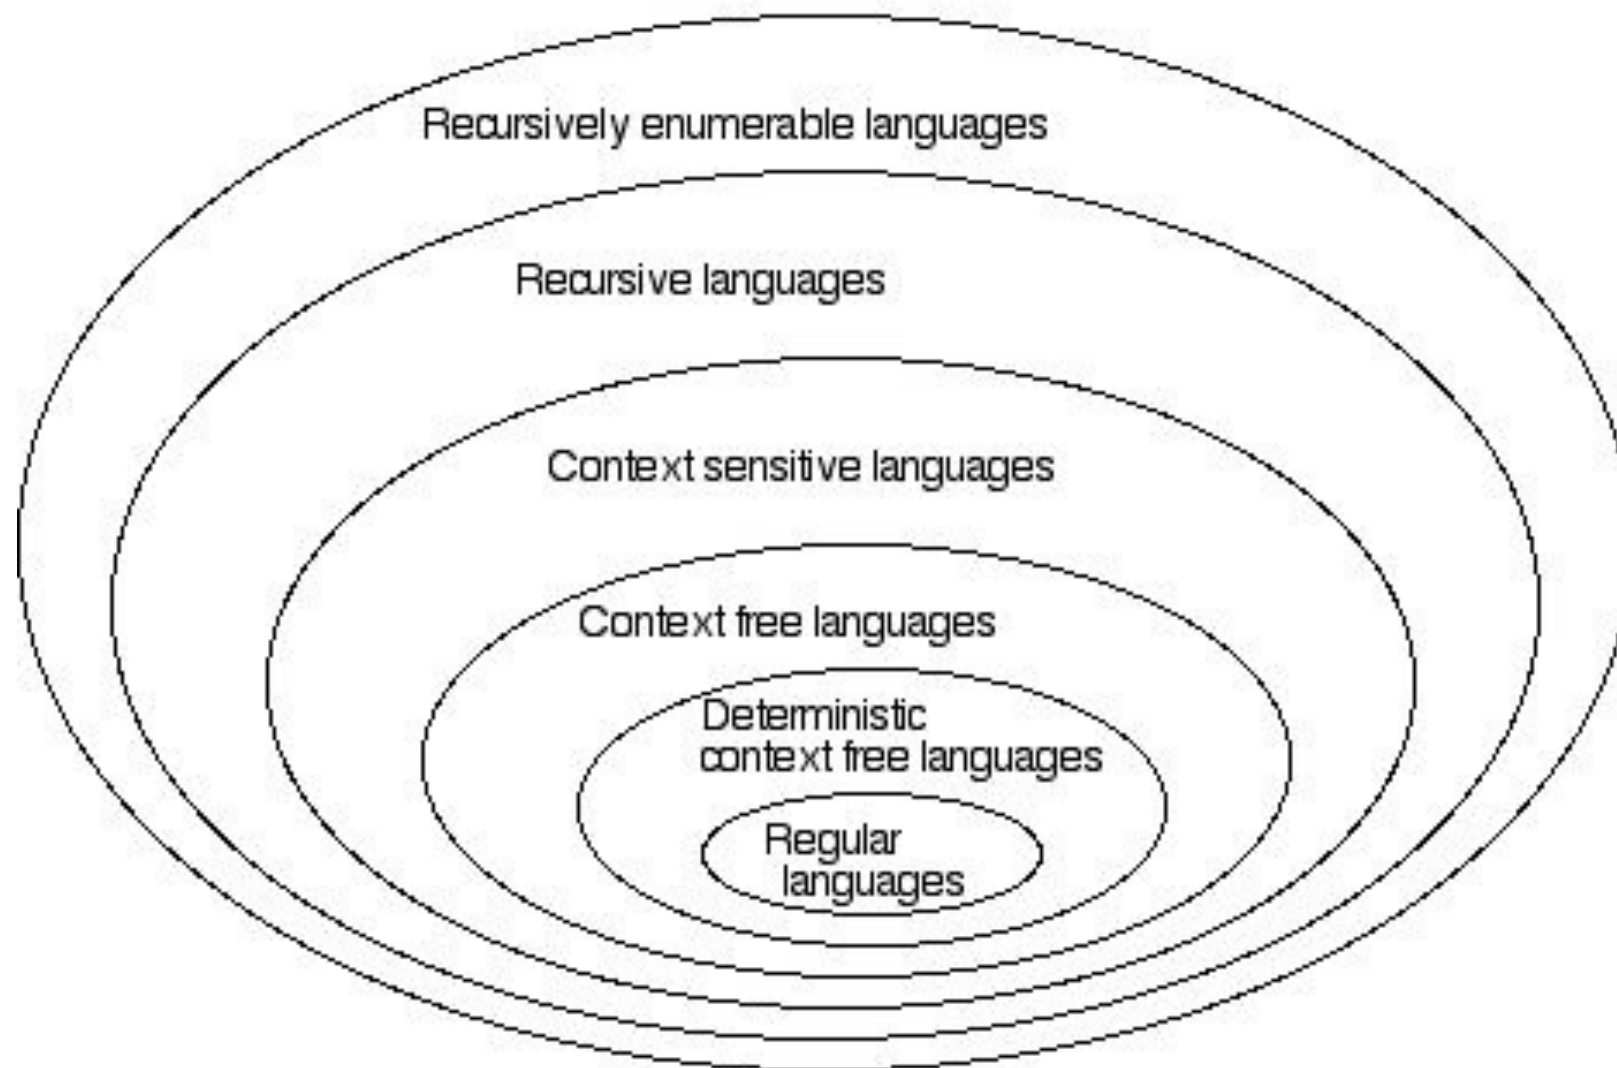 Recursively enumerable languages
Recursive languages
Context sensitive languages
Context free languages
Deterministic
context free languages
Regular
languages